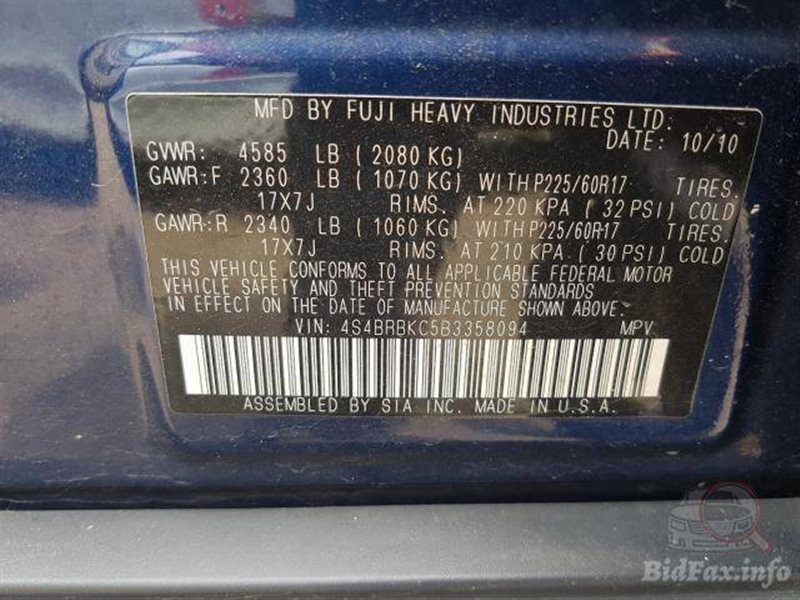 MFD BY FUJI HEAVY INDUSTRIES LTD.
DATE: 10/10
GVWR: 4585 LB (2080 KG)
GAWR:F 2360 LB (1070 KG) WITH P225/60R17 TIRES.
17X7J RIMS. AT 220 KPA (32 PSI) COLD
GAWR:R 2340 LB (1060 KG) WITH P225/60R17 TIRES.
17X7J RIMS. AT 210 KPA (30 PSI) COLD
THIS VEHICLE CONFORMS TO ALL APPLICABLE FEDERAL MOTOR
VEHICLE SAFETY AND THEFT PREVENTION STANDARDS
IN EFFECT ON THE DATE OF MANUFACTURE SHOWN ABOVE.
VIN: 4S4BRBKC5B3358094 MPV
ASSEMBLED BY SIA INC. MADE IN U.S.A.
BidFax.info